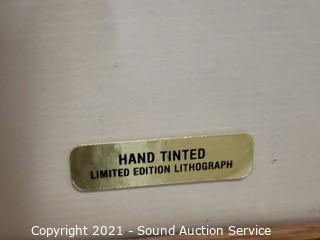 HAND TINTED
LIMITED EDITION LITHOGRAPH
Copyright 2021 - Sound Auction Service